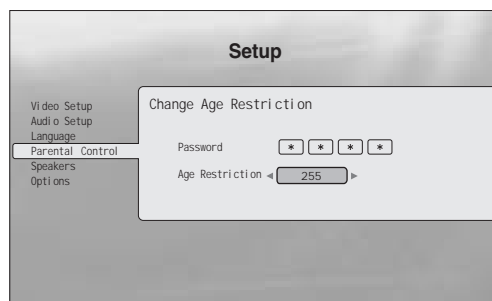 Setup
Video Setup
Audio Setup
Language
Parental Control
Speakers
Options
Change Age Restriction
Password * * * *
Age Restriction ◀ 255 ▶